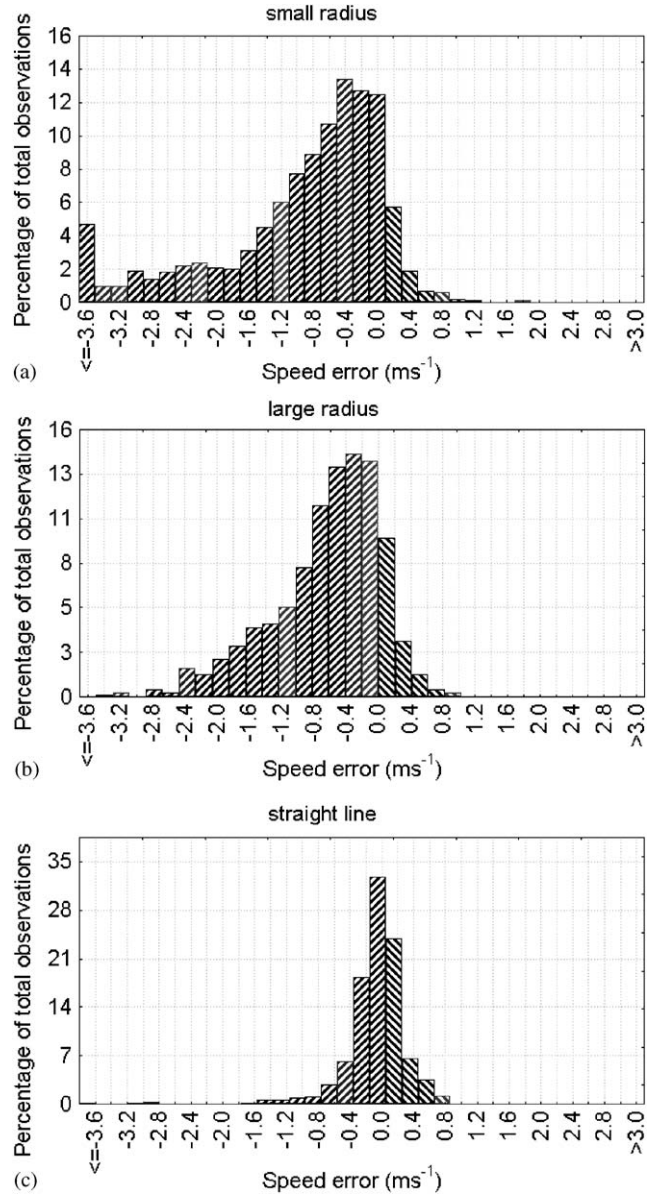 small radius
Percentage of total observations
16
14
12
10
8
6
4
2
0
<=-3.6 -3.2 -2.8 -2.4 -2.0 -1.6 -1.2 -0.8 -0.4 0.0 0.4 0.8 1.2 1.6 2.0 2.4 2.8 >3.0
(a) Speed error (ms⁻¹)
large radius
Percentage of total observations
16
13
11
8
5
3
0
<=-3.6 -3.2 -2.8 -2.4 -2.0 -1.6 -1.2 -0.8 -0.4 0.0 0.4 0.8 1.2 1.6 2.0 2.4 2.8 >3.0
(b) Speed error (ms⁻¹)
straight line
Percentage of total observations
35
28
21
14
7
0
<=-3.6 -3.2 -2.8 -2.4 -2.0 -1.6 -1.2 -0.8 -0.4 0.0 0.4 0.8 1.2 1.6 2.0 2.4 2.8 >3.0
(c) Speed error (ms⁻¹)